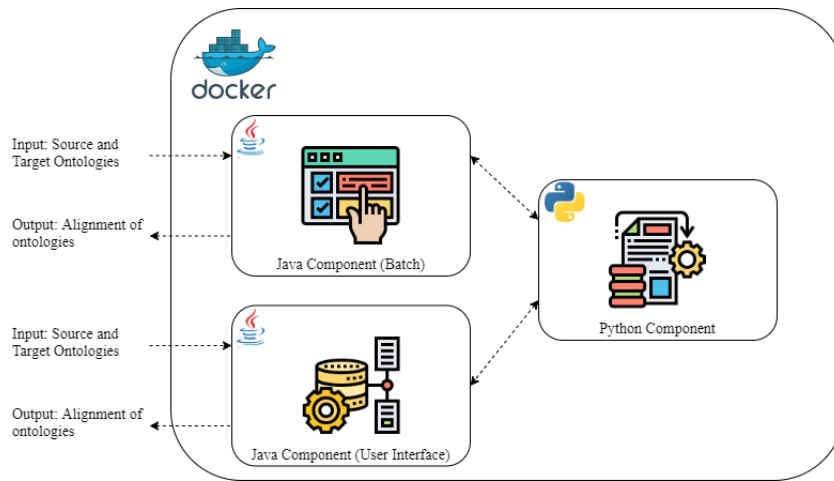 docker
Input: Source and
Target Ontologies
Output: Alignment of
ontologies
Java Component (Batch)
Python Component
Input: Source and
Target Ontologies
Output: Alignment of
ontologies
Java Component (User Interface)